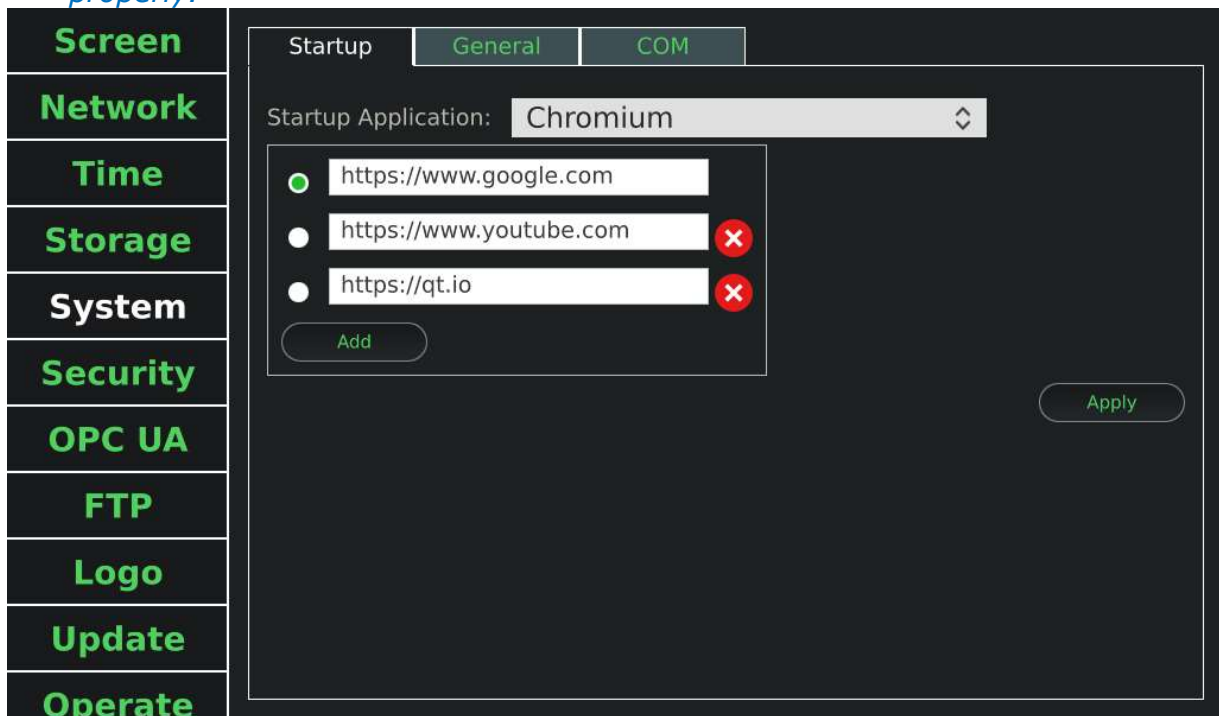 property.
Screen
Network
Time
Storage
System
Security
OPC UA
FTP
Logo
Update
Operate
Startup General COM
Startup Application: Chromium
https://www.google.com
https://www.youtube.com
https://qt.io
Add
Apply